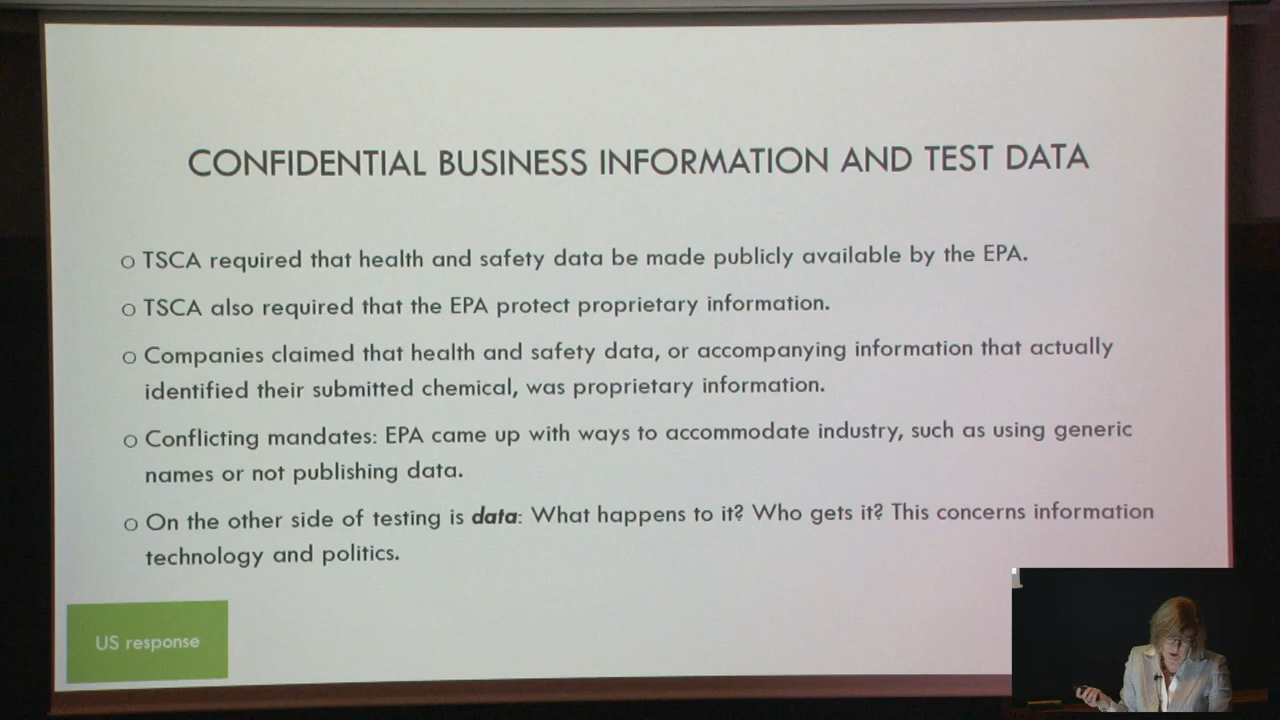 CONFIDENTIAL BUSINESS INFORMATION AND TEST DATA
o TSCA required that health and safety data be made publicly available by the EPA.
o TSCA also required that the EPA protect proprietary information.
o Companies claimed that health and safety data, or accompanying information that actually
identified their submitted chemical, was proprietary information.
o Conflicting mandates: EPA came up with ways to accommodate industry, such as using generic
names or not publishing data.
o On the other side of testing is data: What happens to it? Who gets it? This concerns information
technology and politics.
US response